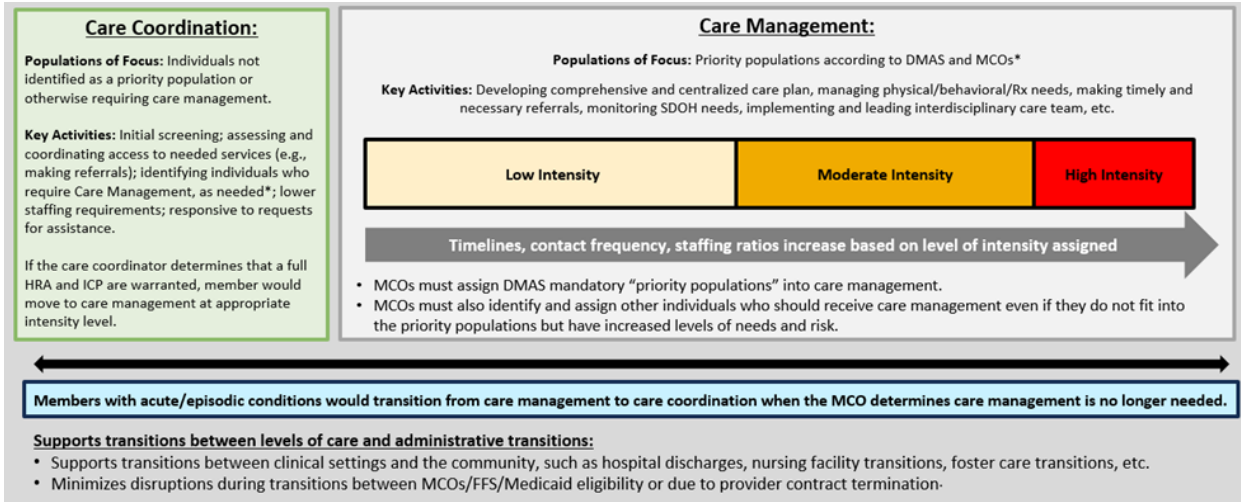 Care Coordination:
Populations of Focus: Individuals not
identified as a priority population or
otherwise requiring care management.
Key Activities: Initial screening; assessing and
coordinating access to needed services (e.g.,
making referrals); identifying individuals who
require Care Management, as needed*; lower
staffing requirements; responsive to requests
for assistance.
If the care coordinator determines that a full
HRA and ICP are warranted, member would
move to care management at appropriate
intensity level.
Care Management:
Populations of Focus: Priority populations according to DMAS and MCOs*
Key Activities: Developing comprehensive and centralized care plan, managing physical/behavioral/Rx needs, making timely and
necessary referrals, monitoring SDOH needs, implementing and leading interdisciplinary care team, etc.
Low Intensity
Moderate Intensity
High Intensity
Timelines, contact frequency, staffing ratios increase based on level of intensity assigned
• MCOs must assign DMAS mandatory “priority populations” into care management.
• MCOs must also identify and assign other individuals who should receive care management even if they do not fit into
the priority populations but have increased levels of needs and risk.
Members with acute/episodic conditions would transition from care management to care coordination when the MCO determines care management is no longer needed.
Supports transitions between levels of care and administrative transitions:
• Supports transitions between clinical settings and the community, such as hospital discharges, nursing facility transitions, foster care transitions, etc.
• Minimizes disruptions during transitions between MCOs/FFS/Medicaid eligibility or due to provider contract termination.